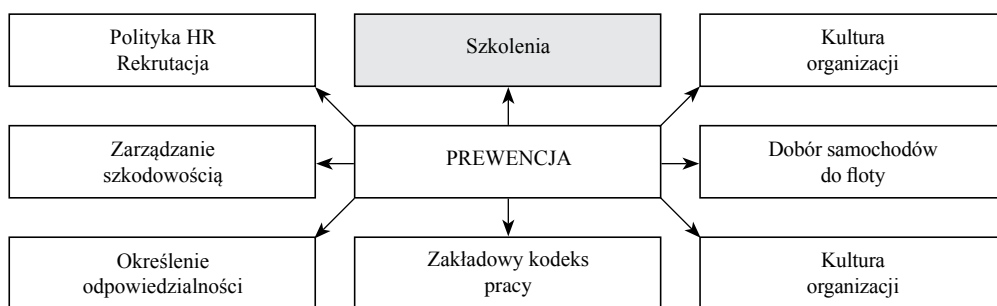 Polityka HR
Rekrutacja
Szkolenia
Kultura
organizacji
Zarządzanie
szkodowością
PREWENCJA
Dobór samochodów
do floty
Określenie
odpowiedzialności
Zakładowy kodeks
pracy
Kultura
organizacji